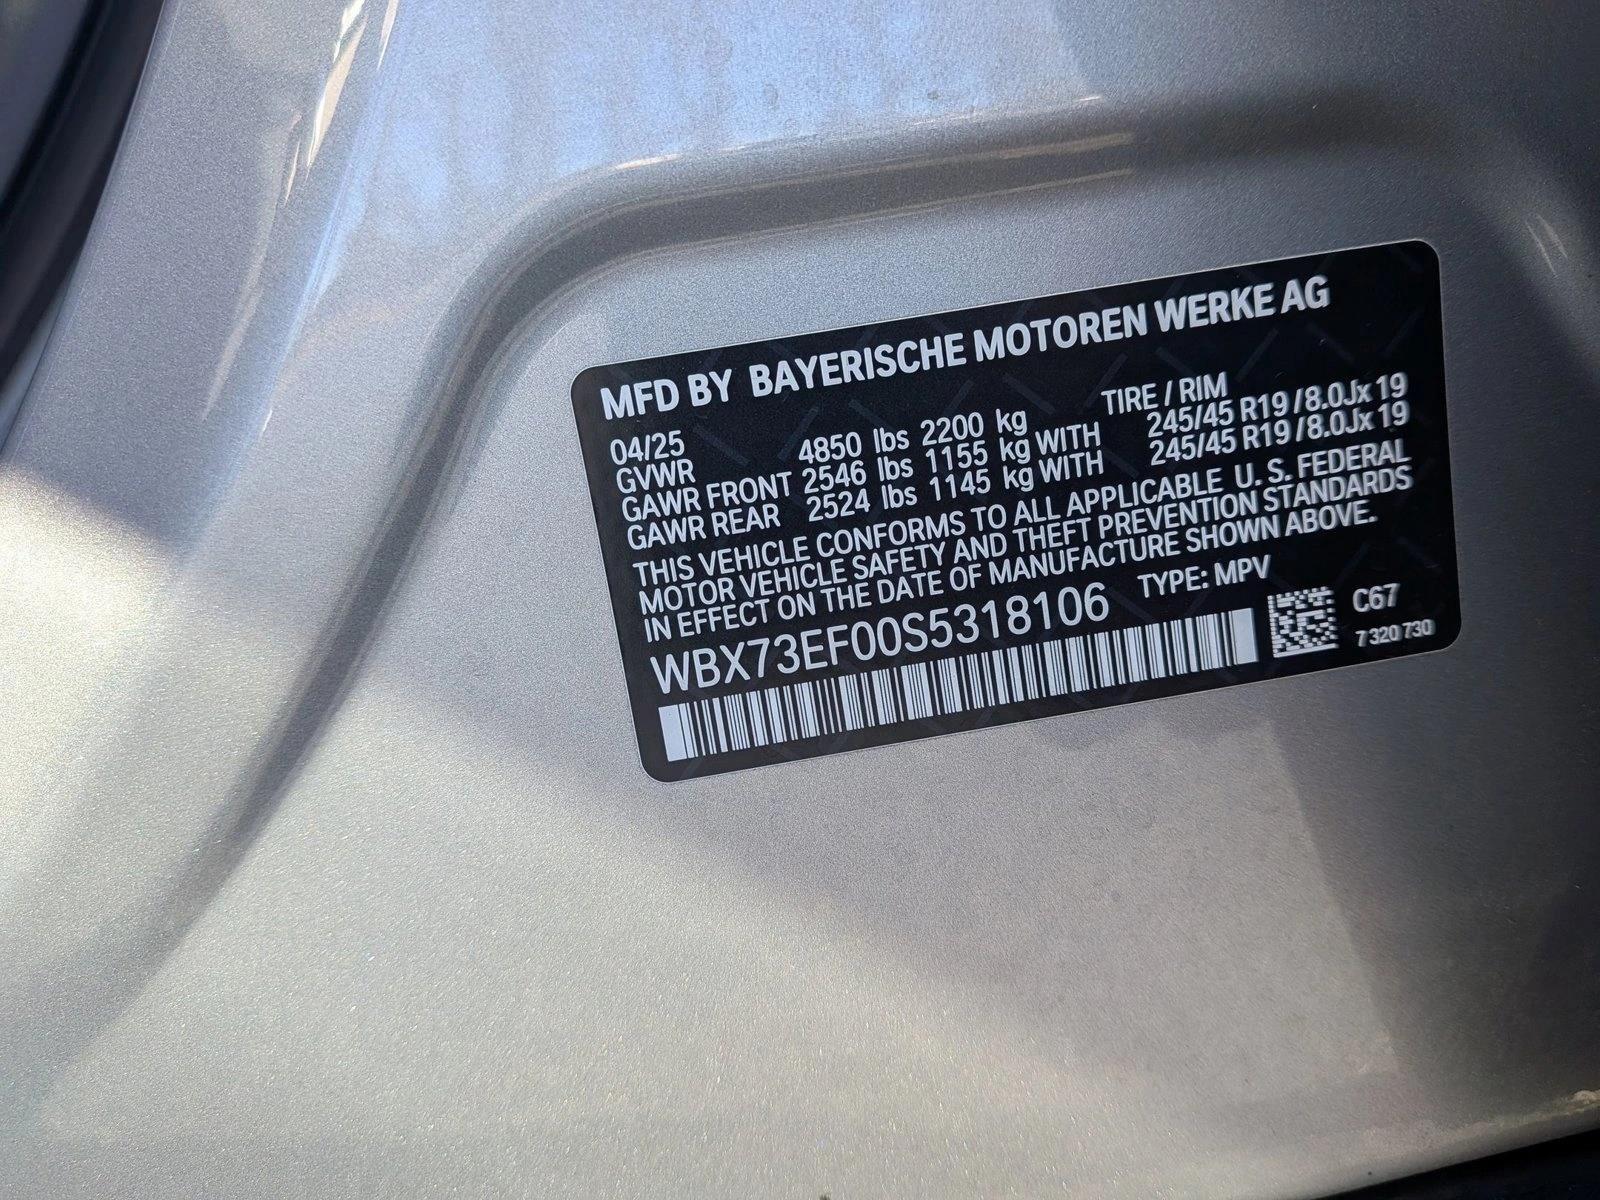 MFD BY BAYERISCHE MOTOREN WERKE AG
04/25 TIRE / RIM
GVWR 4850 lbs 2200 kg
GAWR FRONT 2546 lbs 1155 kg WITH 245/45 R19 /8.0Jx 19
GAWR REAR 2524 lbs 1145 kg WITH 245/45 R19 /8.0Jx 19
THIS VEHICLE CONFORMS TO ALL APPLICABLE U. S. FEDERAL
MOTOR VEHICLE SAFETY AND THEFT PREVENTION STANDARDS
IN EFFECT ON THE DATE OF MANUFACTURE SHOWN ABOVE.
WBX73EF00S5318106 TYPE: MPV
C67
7 320 730